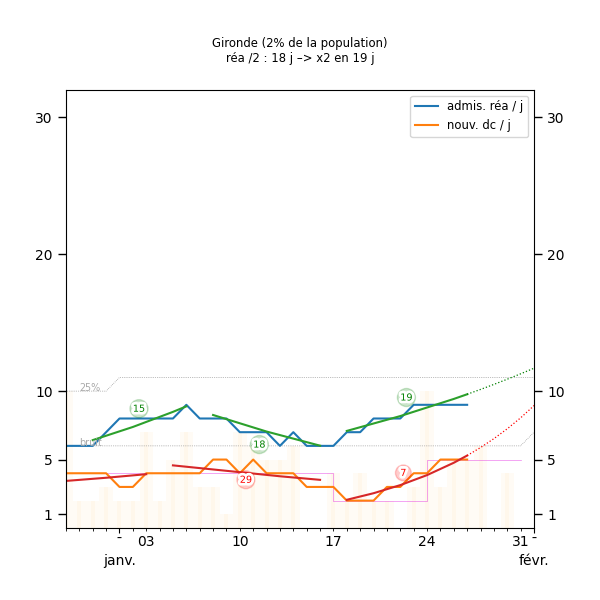 Gironde (2% de la population)
réa /2 : 18 j –> x2 en 19 j
admis. réa / j
nouv. dc / j
30 30
20 20
25%
10 10
15 19
18
bruit
5 5
29 7
1 1
03 10 17 24 31
janv. févr.